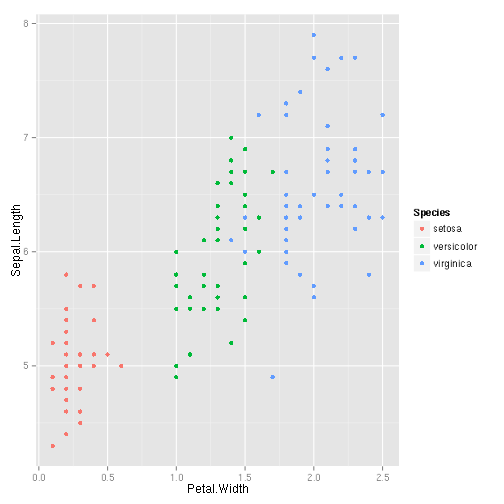 8
7
6
5
Sepal.Length
0.0 0.5 1.0 1.5 2.0 2.5
Petal.Width
Species
setosa
versicolor
virginica